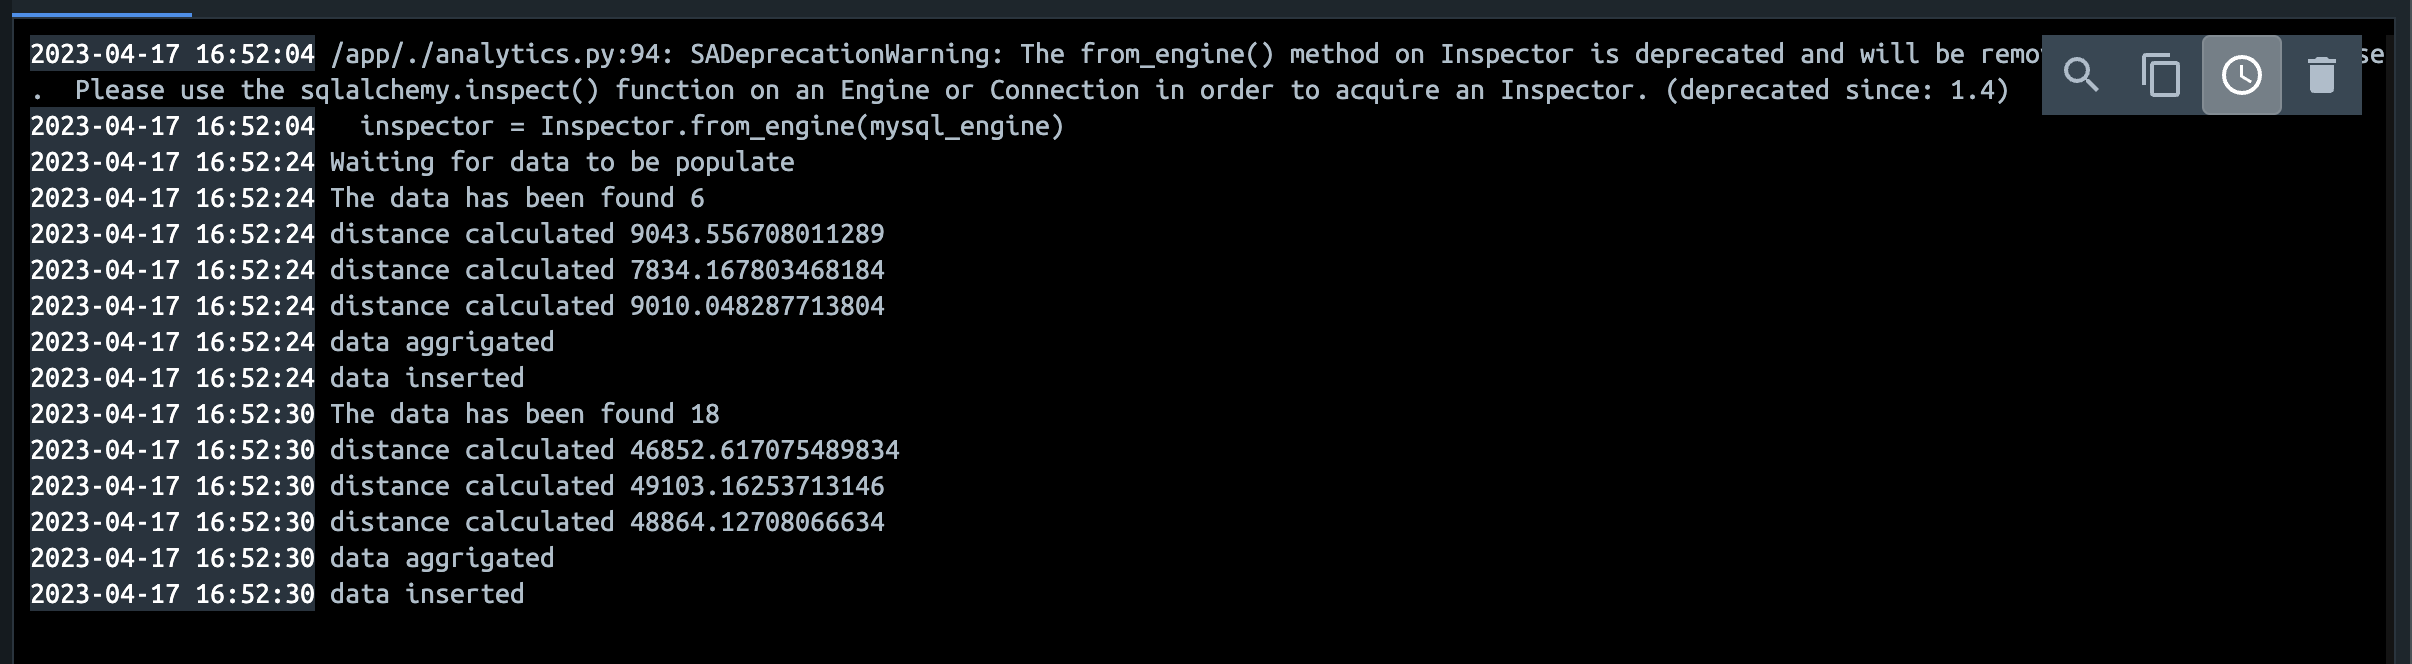 2023-04-17 16:52:04 /app/./analytics.py:94: SADeprecationWarning: The from_engine() method on Inspector is deprecated and will be remo se
.  Please use the sqlalchemy.inspect() function on an Engine or Connection in order to acquire an Inspector. (deprecated since: 1.4)
2023-04-17 16:52:04   inspector = Inspector.from_engine(mysql_engine)
2023-04-17 16:52:24 Waiting for data to be populate
2023-04-17 16:52:24 The data has been found 6
2023-04-17 16:52:24 distance calculated 9043.556708011289
2023-04-17 16:52:24 distance calculated 7834.167803468184
2023-04-17 16:52:24 distance calculated 9010.048287713804
2023-04-17 16:52:24 data aggrigated
2023-04-17 16:52:24 data inserted
2023-04-17 16:52:30 The data has been found 18
2023-04-17 16:52:30 distance calculated 46852.617075489834
2023-04-17 16:52:30 distance calculated 49103.16253713146
2023-04-17 16:52:30 distance calculated 48864.12708066634
2023-04-17 16:52:30 data aggrigated
2023-04-17 16:52:30 data inserted